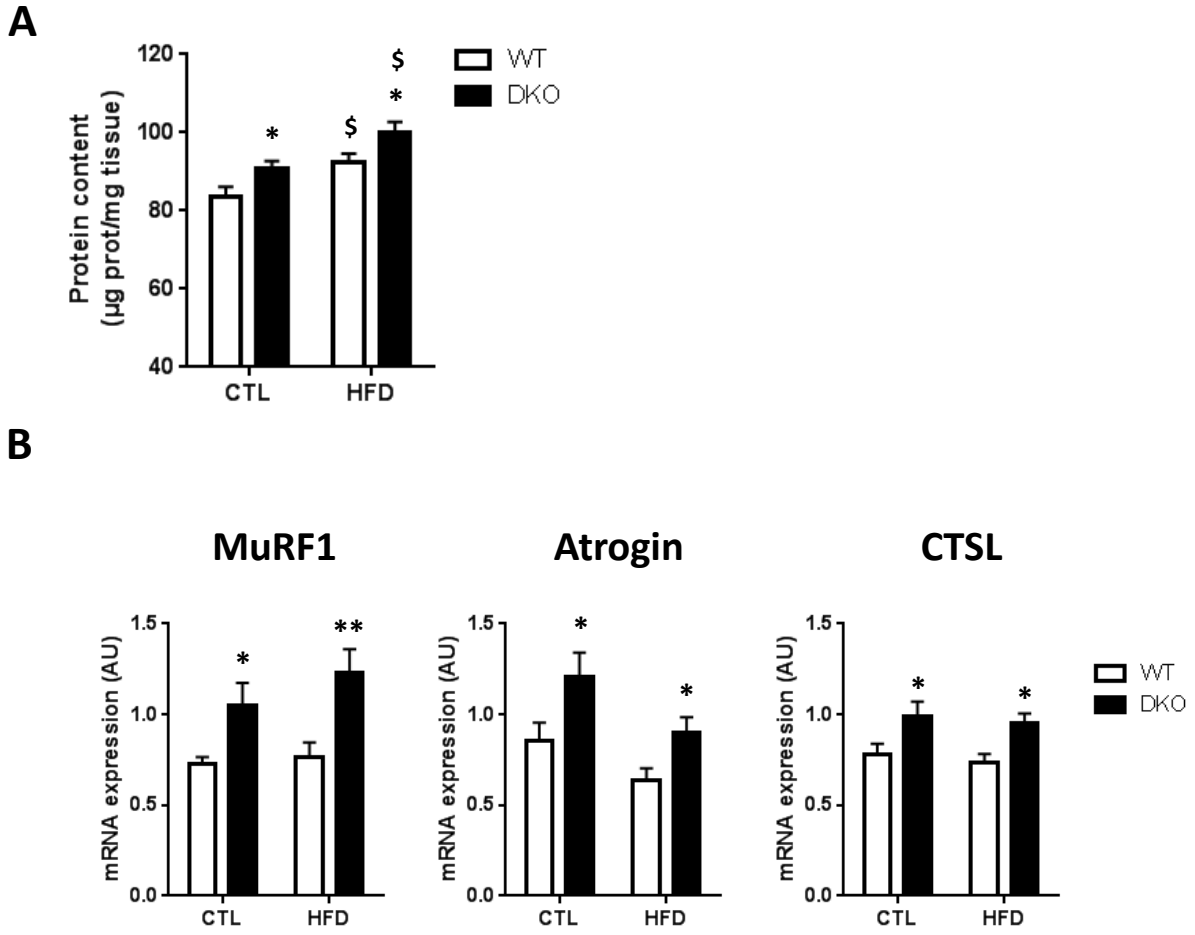 A
120
100
80
60
40
Protein content
(µg prot/mg tissue)
*
$
$
*
CTL
HFD
WT
DKO
B
MuRF1
Atrogin
CTSL
mRNA expression (AU)
1.5
1.0
0.5
0.0
*
**
CTL
HFD
mRNA expression (AU)
1.5
1.0
0.5
0.0
*
*
CTL
HFD
mRNA expression (AU)
1.5
1.0
0.5
0.0
*
*
CTL
HFD
WT
DKO